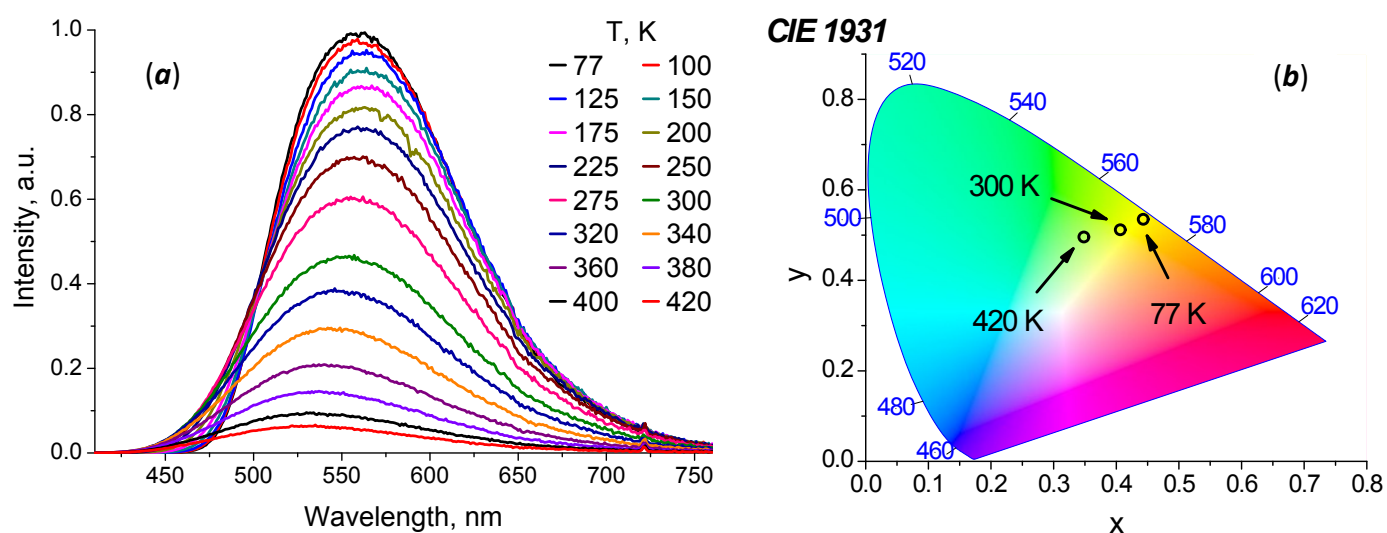 (a)
T, K
77 100
125 150
175 200
225 250
275 300
320 340
360 380
400 420
Intensity, a.u.
1.0
0.8
0.6
0.4
0.2
0.0
450 500 550 600 650 700 750
Wavelength, nm
CIE 1931
(b)
520
540
560
580
600
620
500
480
460
300 K
420 K
77 K
y
0.8
0.6
0.4
0.2
0.0
0.0 0.1 0.2 0.3 0.4 0.5 0.6 0.7 0.8
x